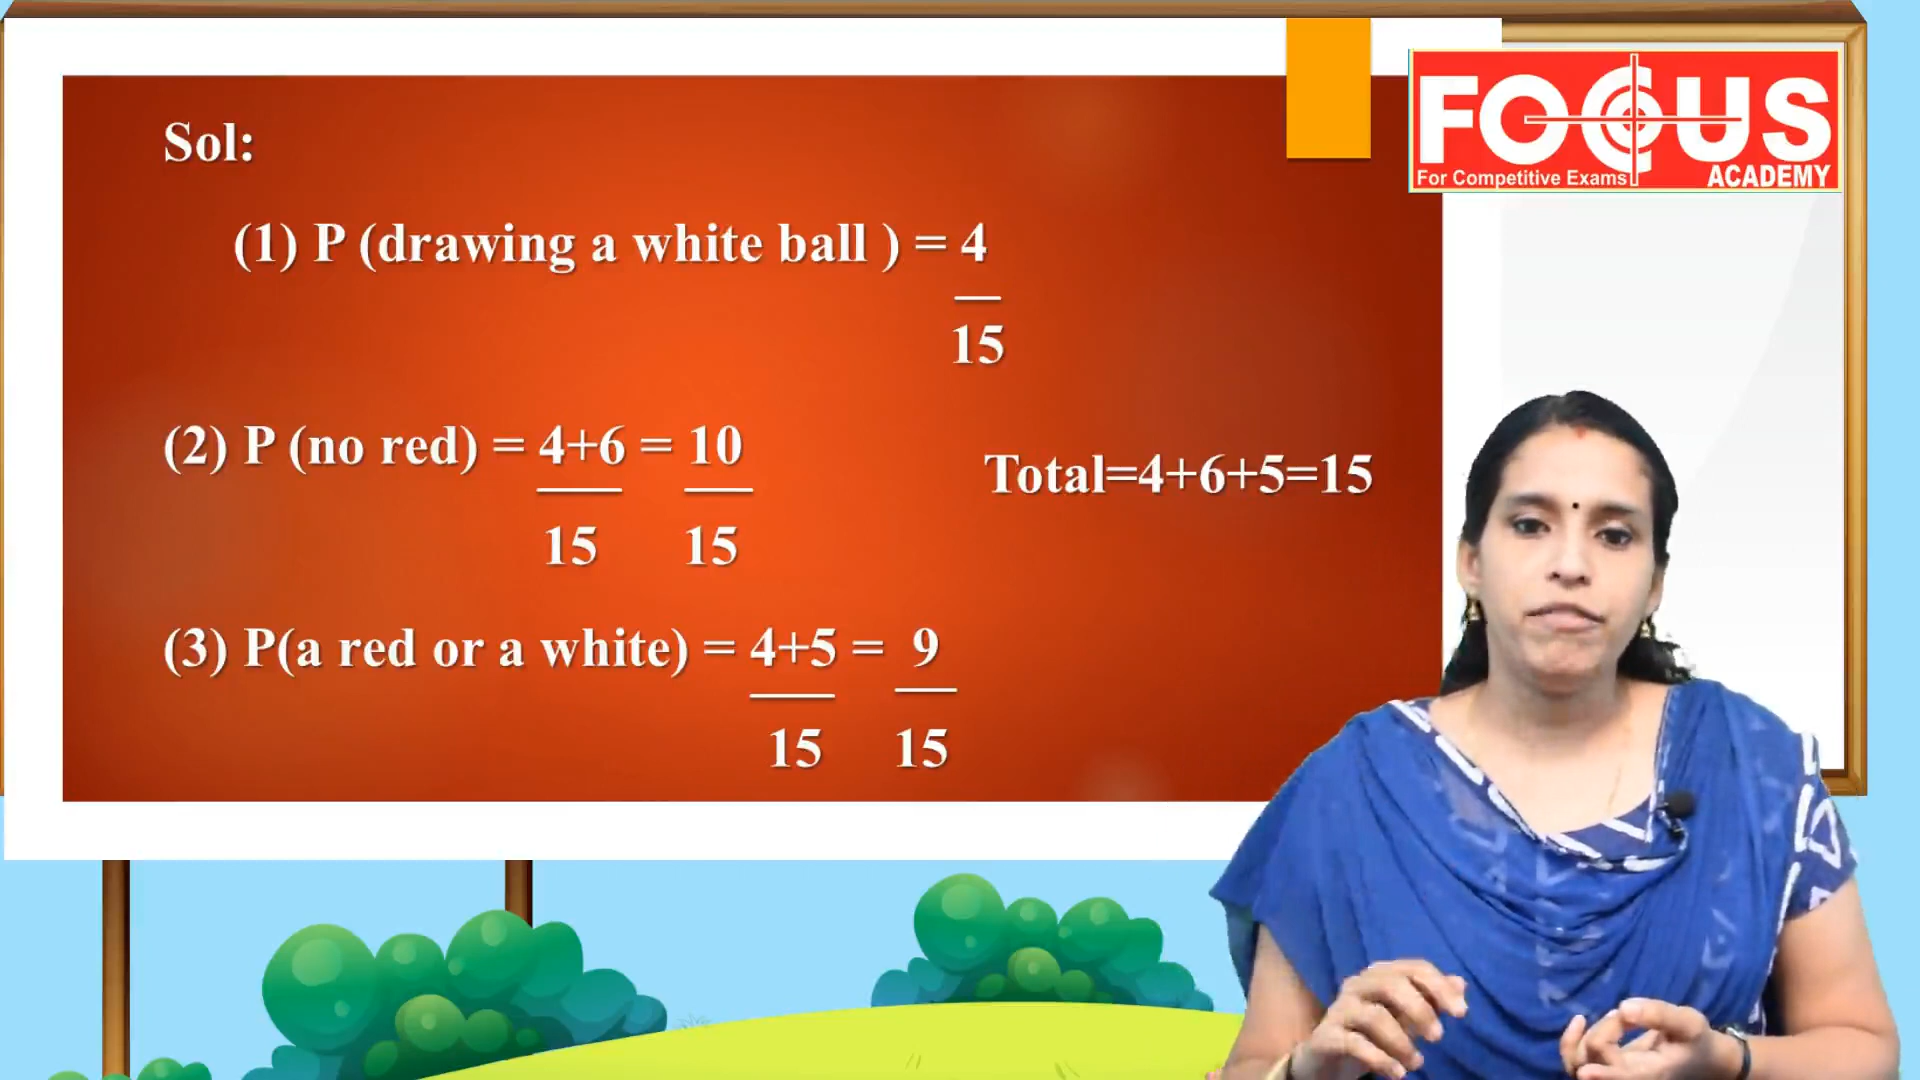 FOCUS
For Competitive Exams
ACADEMY
Sol:
(1) P (drawing a white ball ) = 4
15
(2) P (no red) = 4+6 = 10
15 15
Total=4+6+5=15
(3) P(a red or a white) = 4+5 = 9
15 15